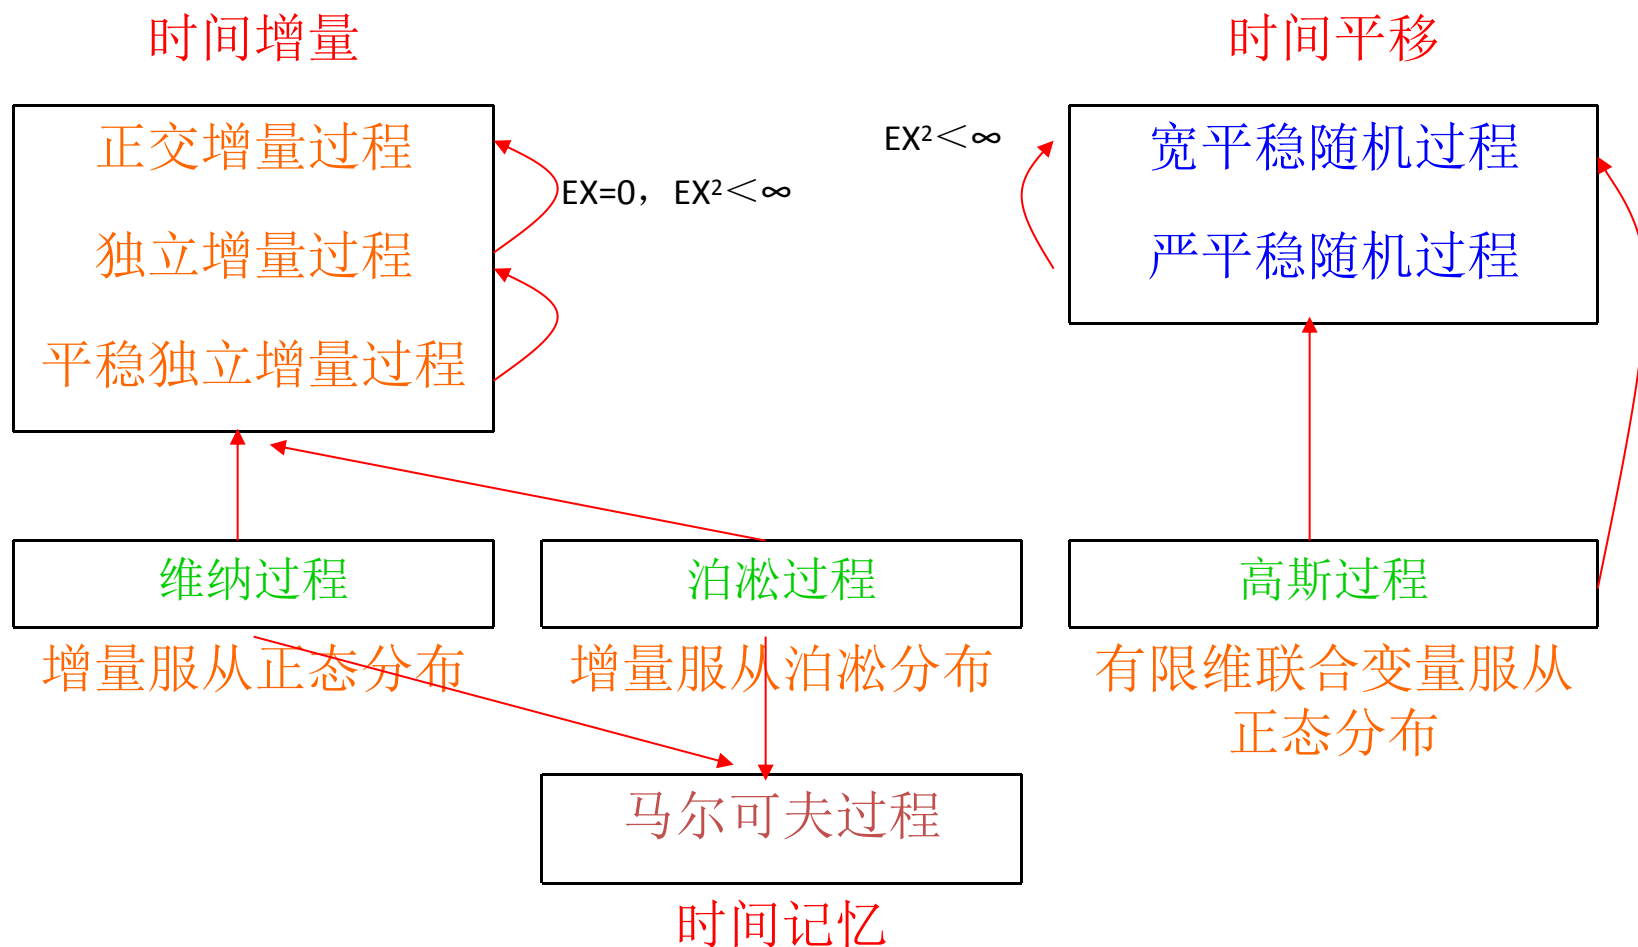 时间增量
时间平移
正交增量过程
独立增量过程
平稳独立增量过程
EX=0，EX²＜∞
EX²＜∞
宽平稳随机过程
严平稳随机过程
维纳过程
泊淞过程
高斯过程
增量服从正态分布
增量服从泊淞分布
有限维联合变量服从
正态分布
马尔可夫过程
时间记忆